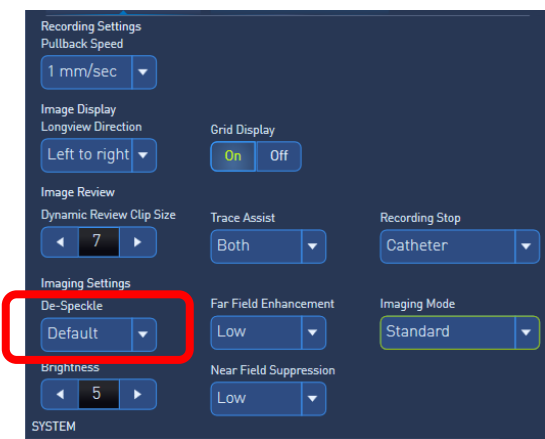 Recording Settings
Pullback Speed
1 mm/sec
Image Display
Longview Direction
Grid Display
Left to right
On Off
Image Review
Dynamic Review Clip Size
Trace Assist
Recording Stop
7
Both
Catheter
Imaging Settings
De-Speckle
Far Field Enhancement
Imaging Mode
Default
Low
Standard
Brightness
Near Field Suppression
5
Low
SYSTEM